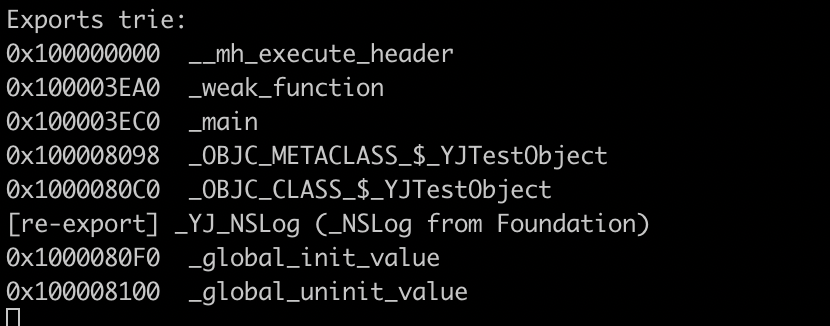 Exports trie:
0x100000000  __mh_execute_header
0x100003EA0  _weak_function
0x100003EC0  _main
0x100008098  _OBJC_METACLASS_$_YJTestObject
0x1000080C0  _OBJC_CLASS_$_YJTestObject
[re-export] _YJ_NSLog (_NSLog from Foundation)
0x1000080F0  _global_init_value
0x100008100  _global_uninit_value